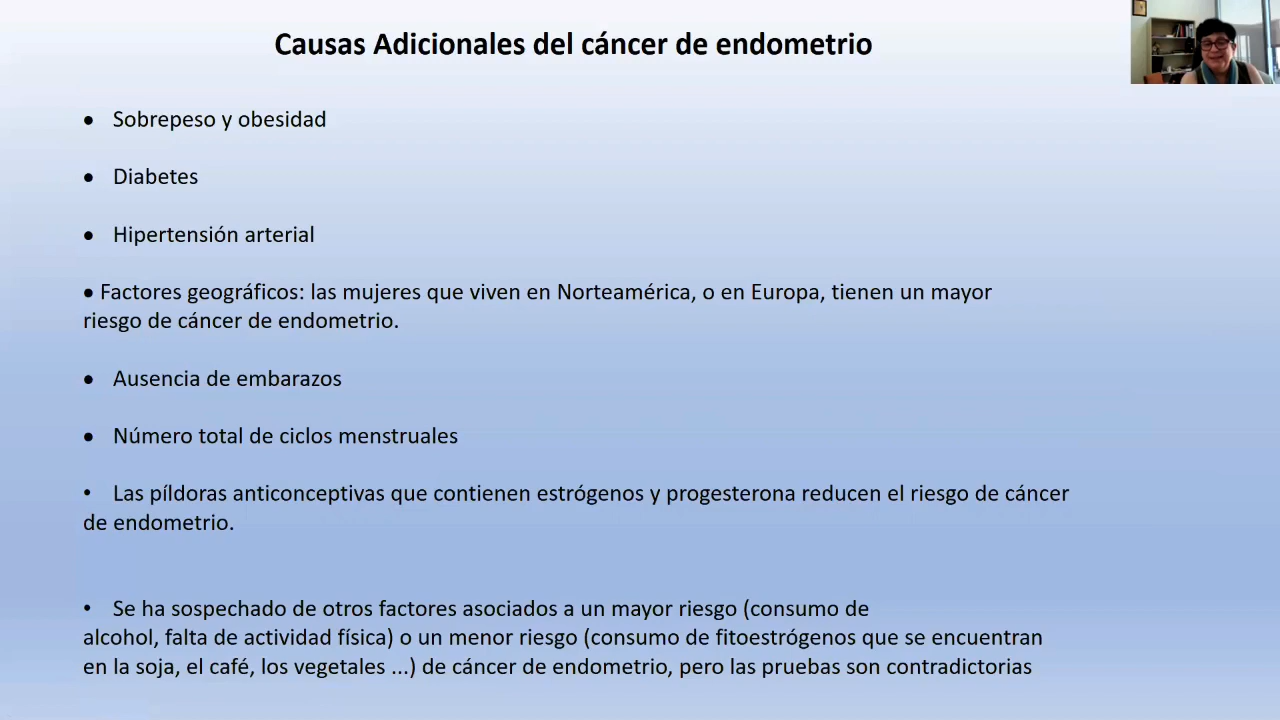 Causas Adicionales del cáncer de endometrio
• Sobrepeso y obesidad
• Diabetes
• Hipertensión arterial
• Factores geográficos: las mujeres que viven en Norteamérica, o en Europa, tienen un mayor
riesgo de cáncer de endometrio.
• Ausencia de embarazos
• Número total de ciclos menstruales
• Las píldoras anticonceptivas que contienen estrógenos y progesterona reducen el riesgo de cáncer
de endometrio.
• Se ha sospechado de otros factores asociados a un mayor riesgo (consumo de
alcohol, falta de actividad física) o un menor riesgo (consumo de fitoestrógenos que se encuentran
en la soja, el café, los vegetales ...) de cáncer de endometrio, pero las pruebas son contradictorias